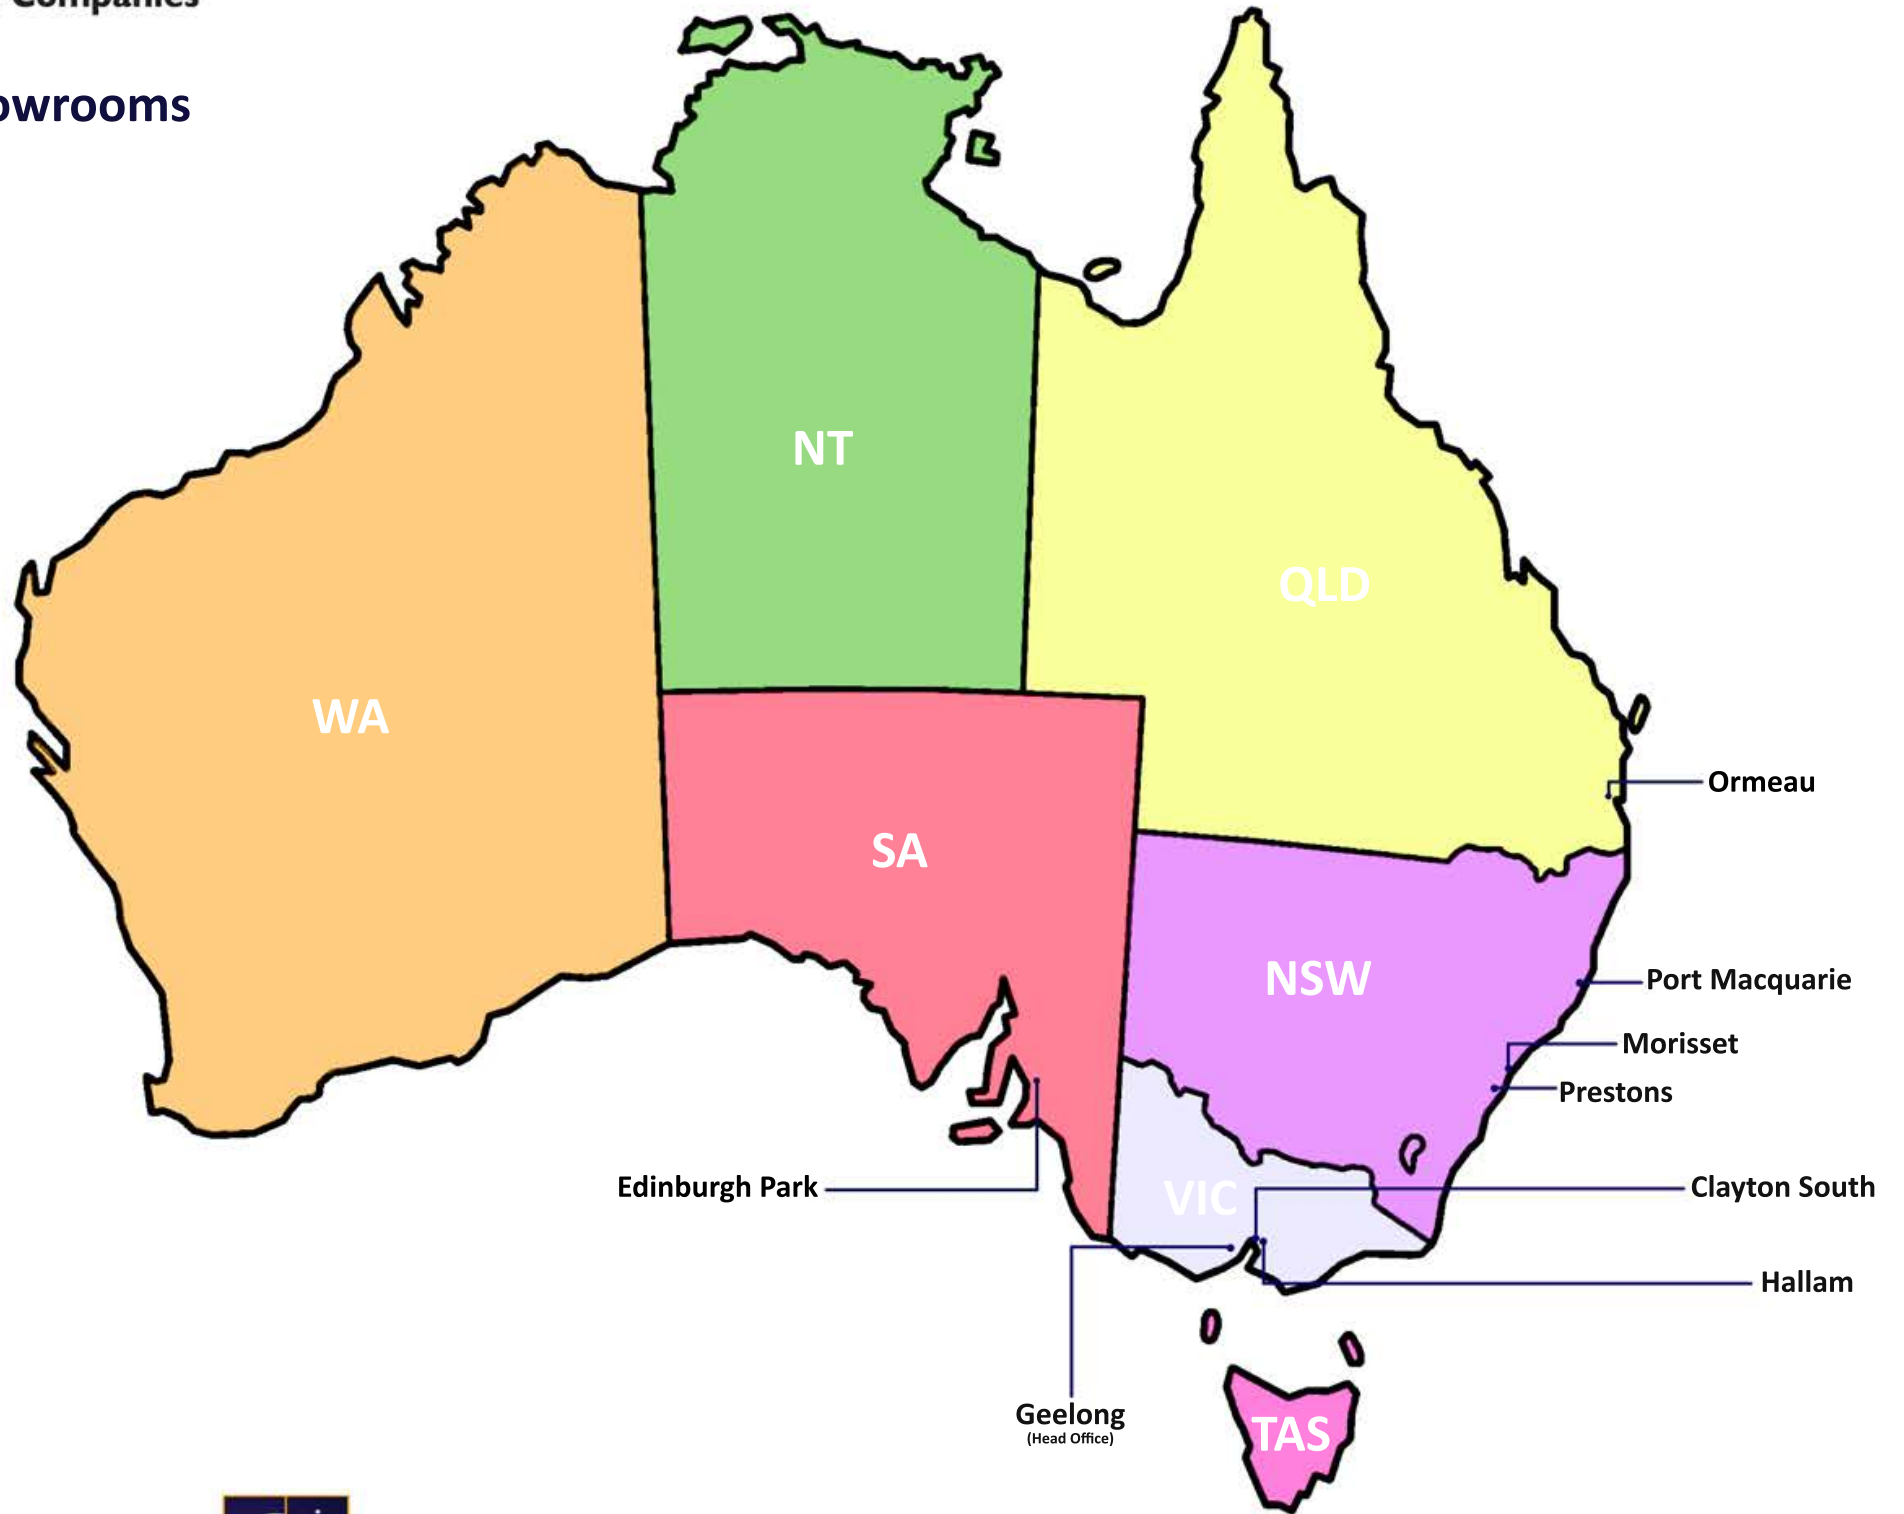 Companies
owrooms
NT
QLD
WA
Ormeau
SA
NSW
Port Macquarie
Morisset
Prestons
Edinburgh Park
VIC
Clayton South
Hallam
Geelong
(Head Office)
TAS